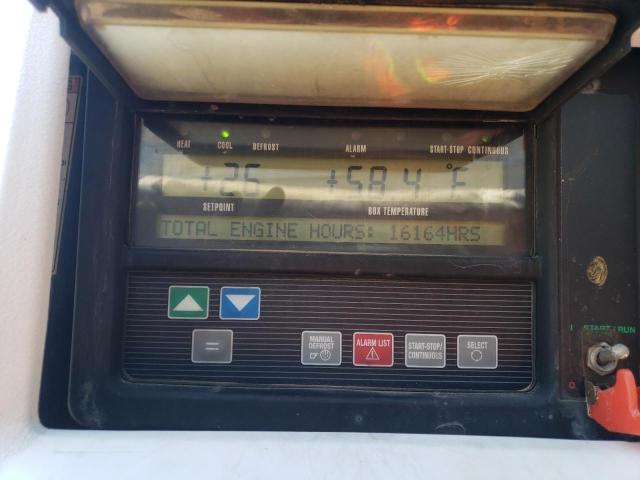 HEAT COOL DEFROST ALARM START-STOP CONTINUOUS
+26 +58.4 °F
SETPOINT BOX TEMPERATURE
TOTAL ENGINE HOURS: 16164HRS
=
MANUAL DEFROST
ALARM LIST
START-STOP/ CONTINUOUS
SELECT
I START / RUN
O